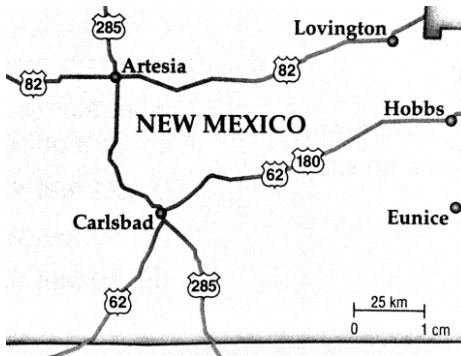 285
Lovington
Artesia
82
82
NEW MEXICO
Hobbs
180
62
Carlsbad
Eunice
62
285
25 km
0 1 cm